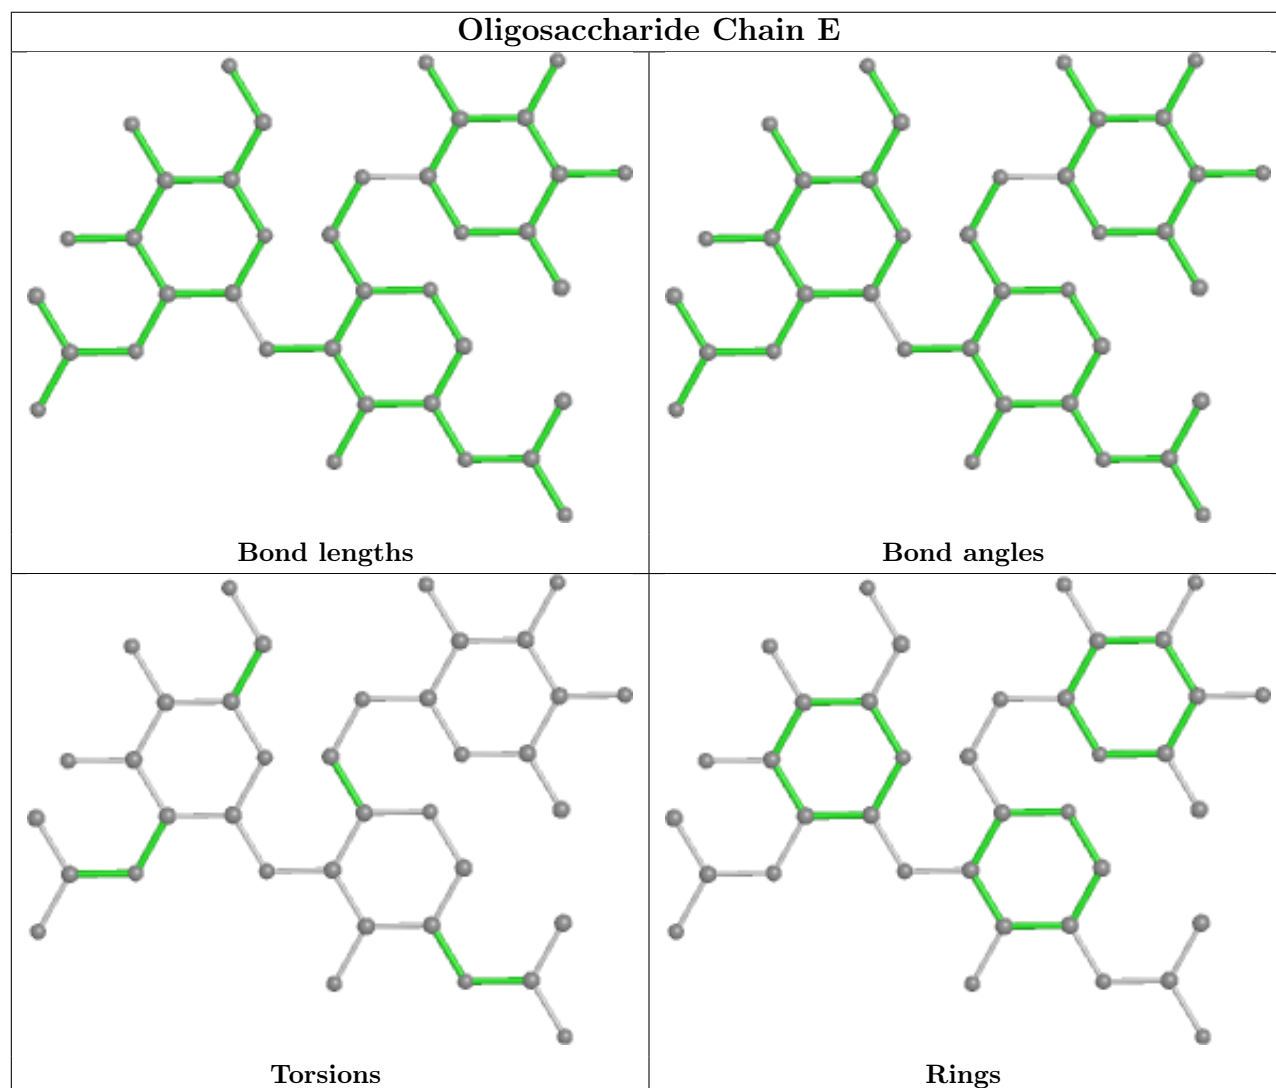 Oligosaccharide Chain E
Bond lengths
Bond angles
Torsions
Rings